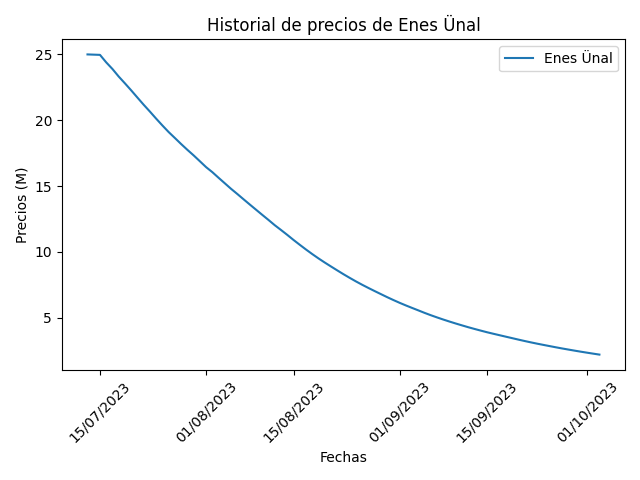 Historial de precios de Enes Ünal
Enes Ünal
Precios (M)
25
20
15
10
5
15/07/2023
01/08/2023
15/08/2023
01/09/2023
15/09/2023
01/10/2023
Fechas